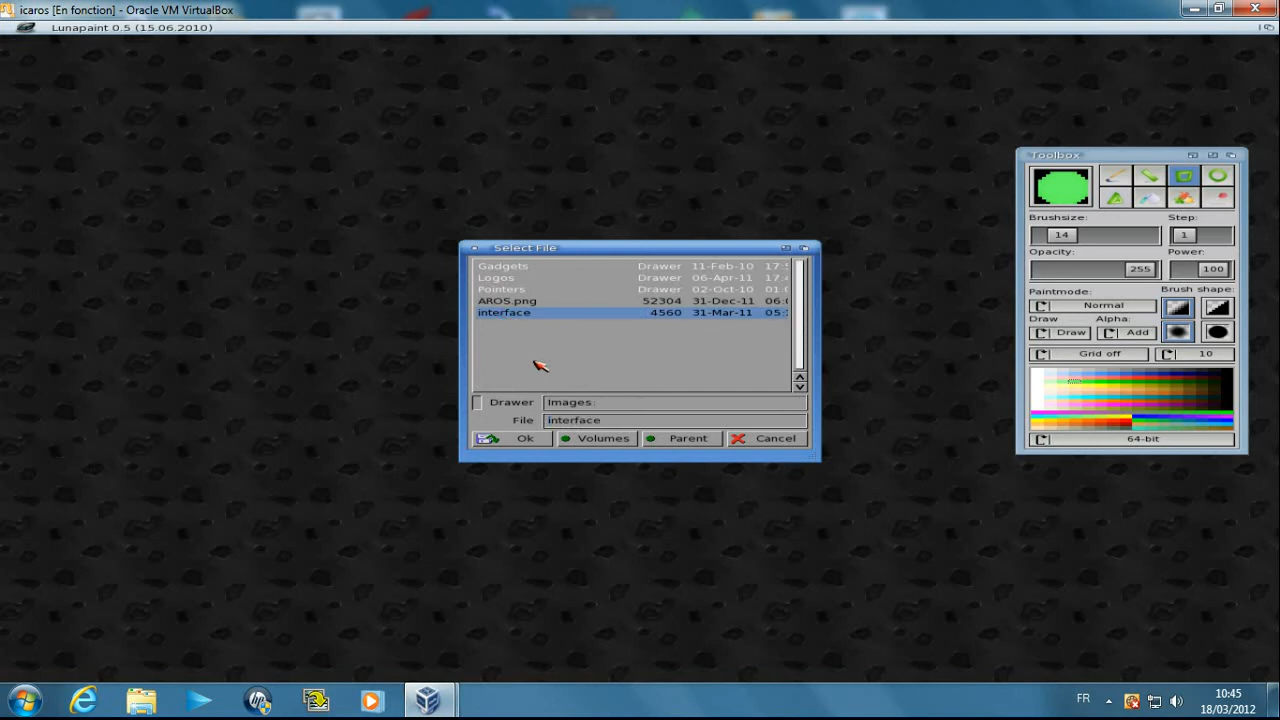 icaros [En fonction] - Oracle VM VirtualBox
Lunapaint 0.5 (15.06.2010)
Toolbox
Brushsize: Step:
14 1
Opacity: Power:
255 100
Paintmode: Brush shape:
Normal
Draw Alpha:
Draw Add
Grid off 10
64-bit
Select File
Gadgets Drawer 11-Feb-10
Logos Drawer 06-Apr-11
Pointers Drawer 02-Oct-10
AROS.png 52304 31-Dec-11
interface 4560 31-Mar-11
Drawer Images:
File interface
Ok Volumes Parent Cancel
FR
10:45
18/03/2012